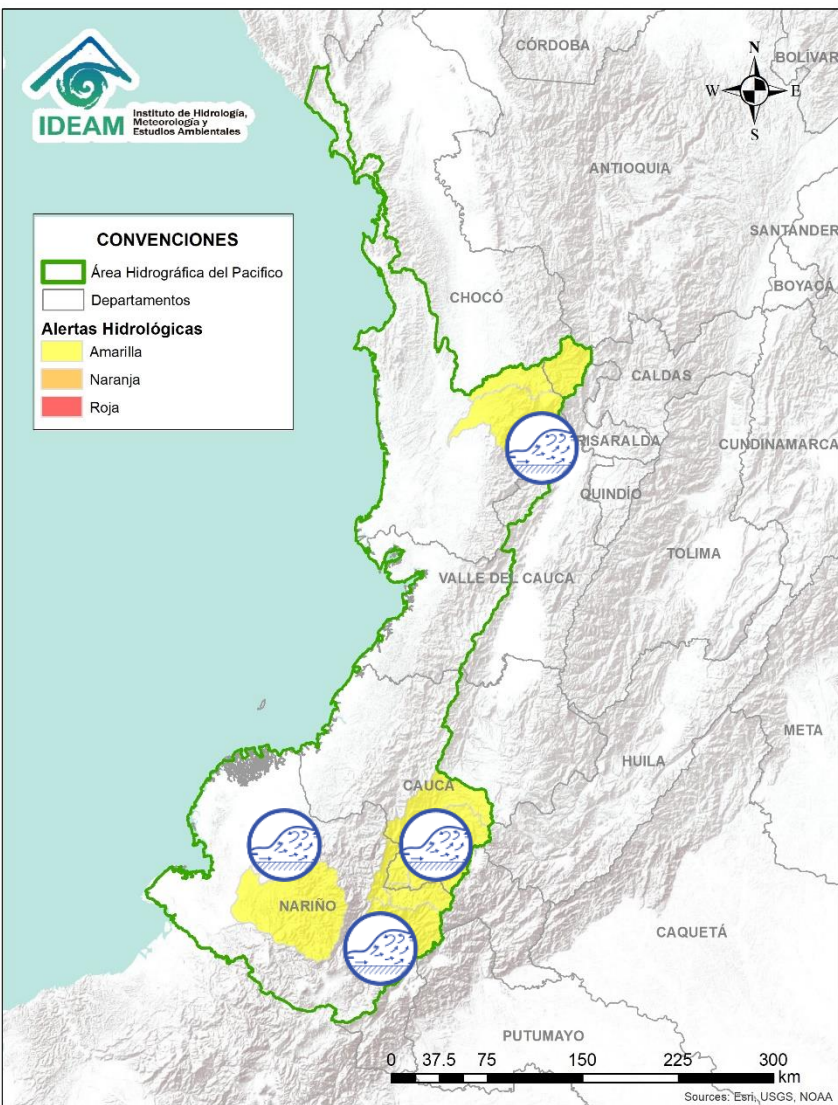 IDEAM
Instituto de Hidrología,
Meteorología y
Estudios Ambientales
N
W
E
S
CÓRDOBA
BOLÍVAR
ANTIOQUIA
SANTANDER
BOYACÁ
CONVENCIONES
Área Hidrográfica del Pacifico
Departamentos
Alertas Hidrológicas
Amarilla
Naranja
Roja
CHOCÓ
CALDAS
RISARALDA
CUNDINAMARCA
QUINDÍO
TOLIMA
VALLE DEL CAUCA
META
HUILA
CAUCA
NARIÑO
CAQUETÁ
PUTUMAYO
0 37.5 75 150 225 300
km
Sources: Esri, USGS, NOAA